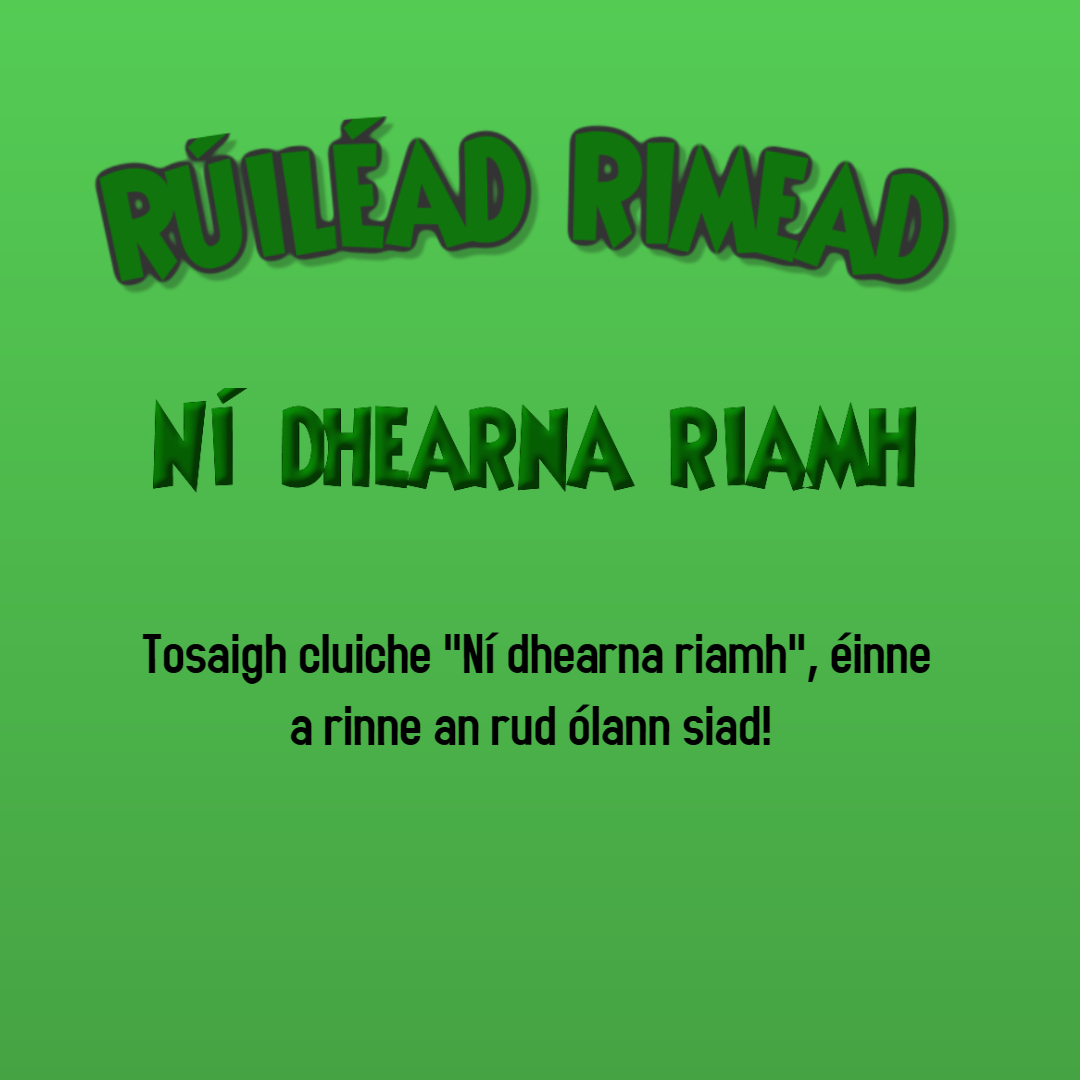 RÚILÉAD RIMEAD
NÍ DHEARNA RIAMH
Tosaigh cluiche "Ní dhearna riamh", éinne
a rinne an rud ólann siad!